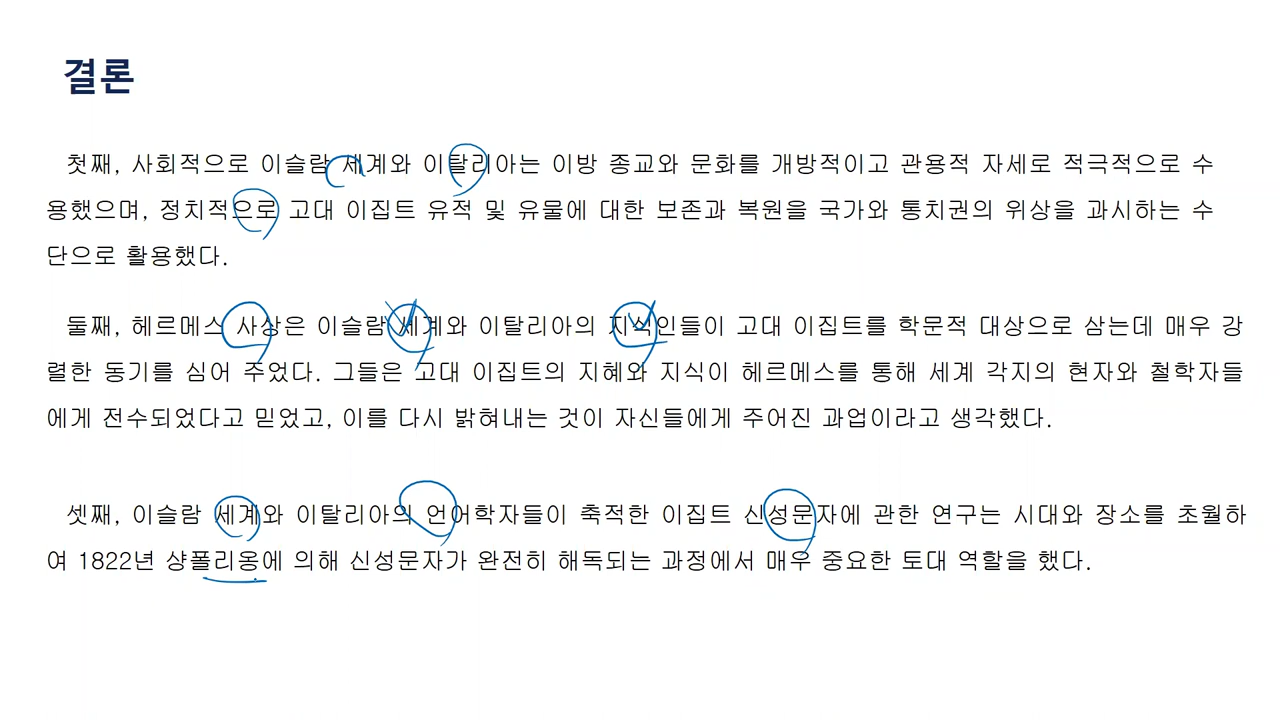 결론
첫째, 사회적으로 이슬람 세계와 이탈리아는 이방 종교와 문화를 개방적이고 관용적 자세로 적극적으로 수
용했으며, 정치적으로 고대 이집트 유적 및 유물에 대한 보존과 복원을 국가와 통치권의 위상을 과시하는 수
단으로 활용했다.
둘째, 헤르메스 사상은 이슬람 세계와 이탈리아의 지식인들이 고대 이집트를 학문적 대상으로 삼는데 매우 강
렬한 동기를 심어 주었다. 그들은 고대 이집트의 지혜와 지식이 헤르메스를 통해 세계 각지의 현자와 철학자들
에게 전수되었다고 믿었고, 이를 다시 밝혀내는 것이 자신들에게 주어진 과업이라고 생각했다.
셋째, 이슬람 세계와 이탈리아의 언어학자들이 축적한 이집트 신성문자에 관한 연구는 시대와 장소를 초월하
여 1822년 샹폴리옹에 의해 신성문자가 완전히 해독되는 과정에서 매우 중요한 토대 역할을 했다.